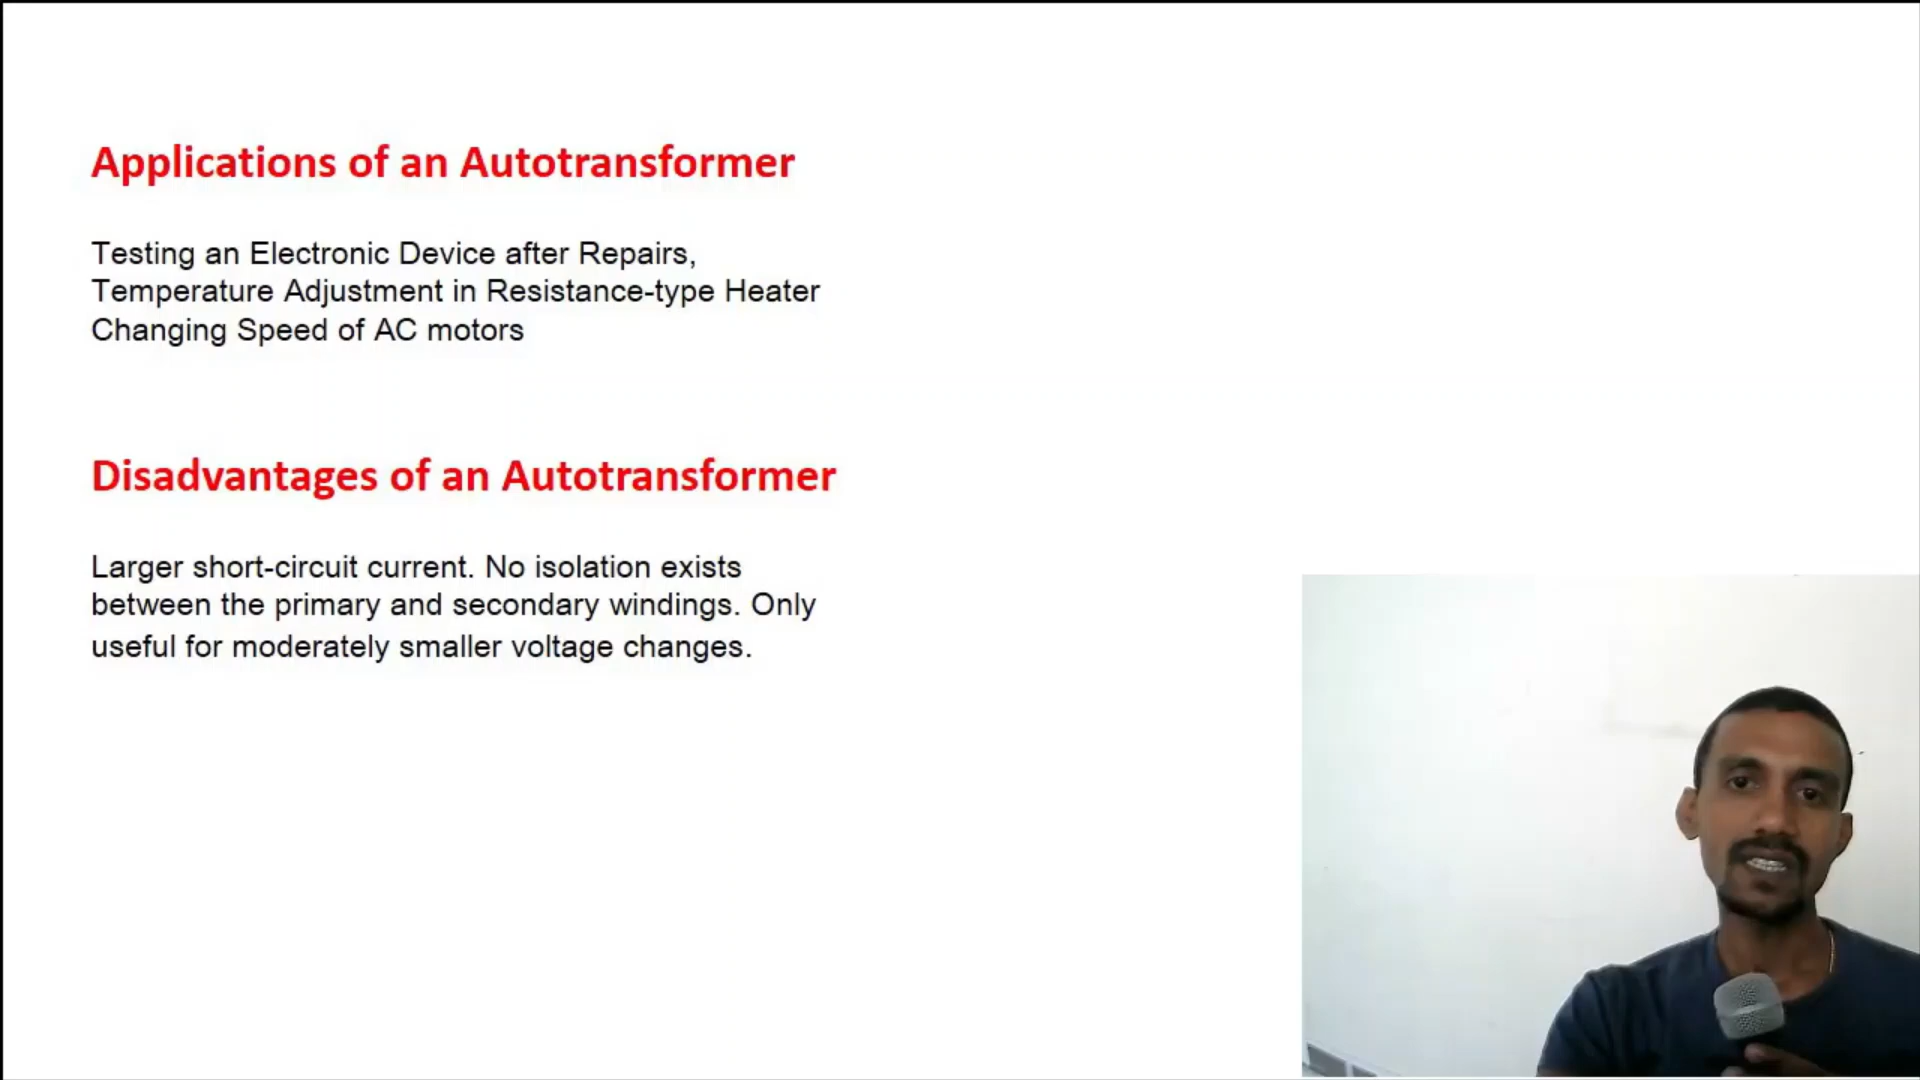 Applications of an Autotransformer
Testing an Electronic Device after Repairs,
Temperature Adjustment in Resistance-type Heater
Changing Speed of AC motors
Disadvantages of an Autotransformer
Larger short-circuit current. No isolation exists
between the primary and secondary windings. Only
useful for moderately smaller voltage changes.